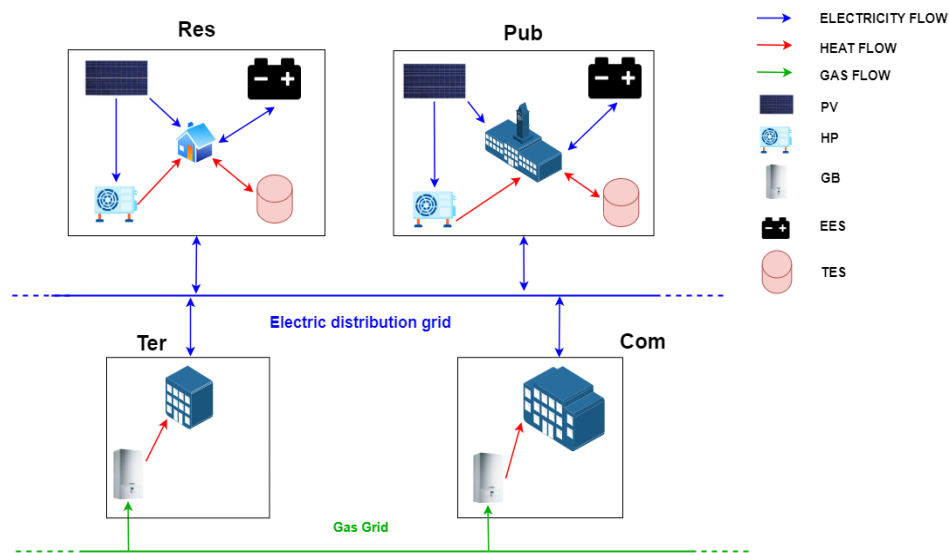 Res
Pub
ELECTRICITY FLOW
HEAT FLOW
GAS FLOW
PV
HP
GB
EES
TES
Electric distribution grid
Ter
Com
Gas Grid